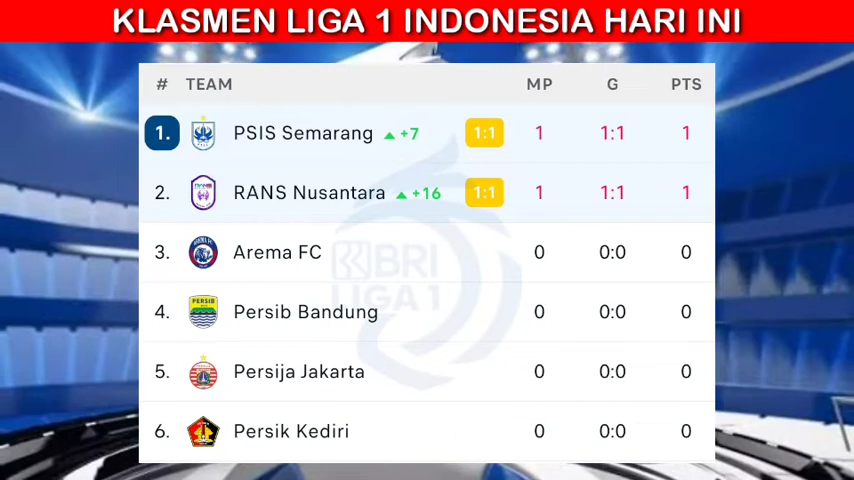 KLASMEN LIGA 1 INDONESIA HARI INI
# TEAM MP G PTS
1. PSIS Semarang +7 1:1 1 1:1 1
2. RANS Nusantara +16 1:1 1 1:1 1
3. Arema FC 0 0:0 0
BRI
4. Persib Bandung 0 0:0 0
LIGA 1
PERSIB
5. Persija Jakarta 0 0:0 0
6. Persik Kediri 0 0:0 0